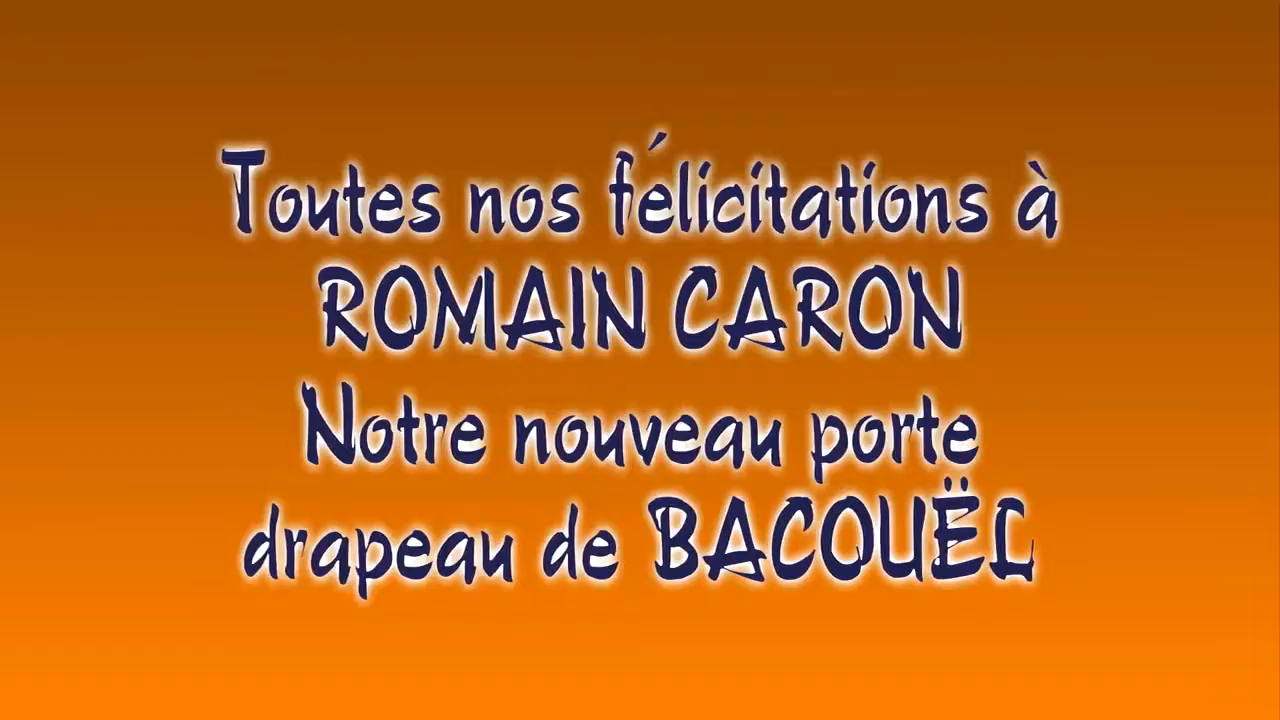 Toutes nos félicitations à
ROMAIN CARON
Notre nouveau porte
drapeau de BACOUËL